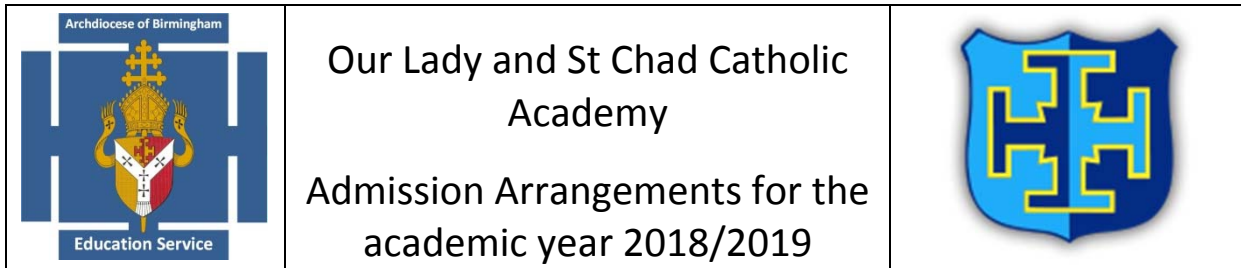 Archdiocese of Birmingham
Education Service
Our Lady and St Chad Catholic
Academy
Admission Arrangements for the
academic year 2018/2019